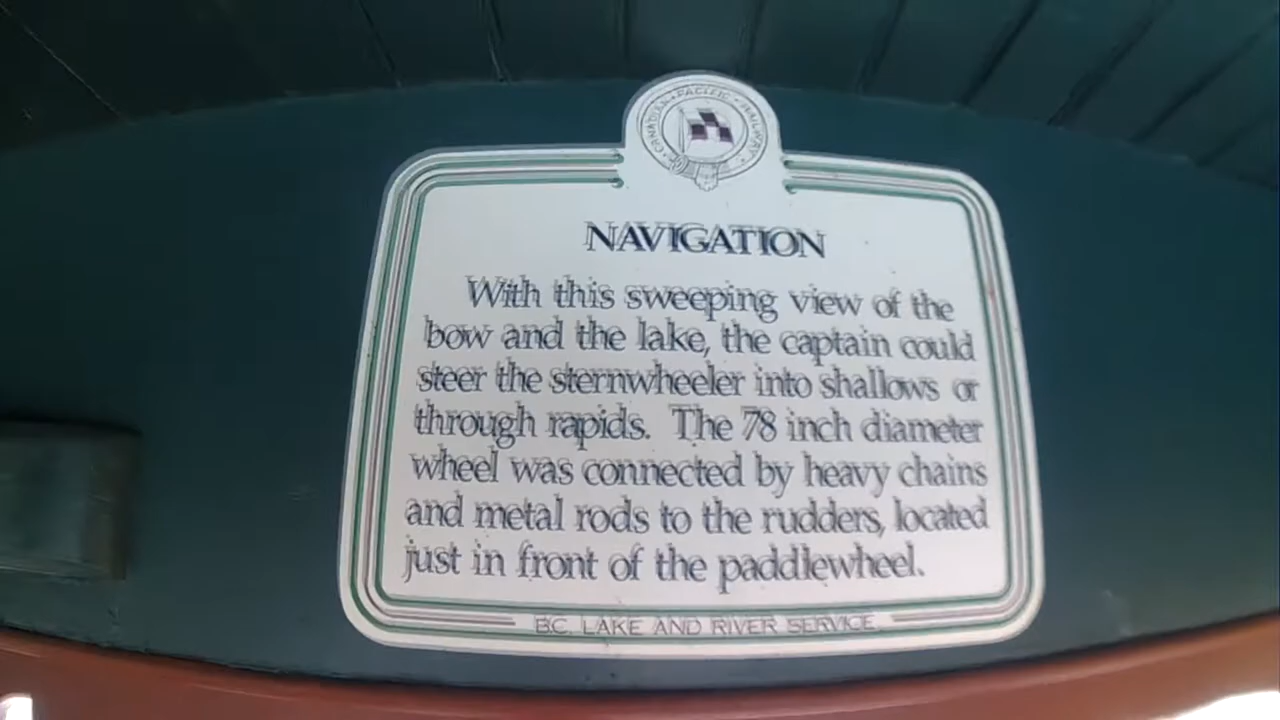 CANADIAN PACIFIC RAILWAY
NAVIGATION
With this sweeping view of the
bow and the lake, the captain could
steer the sternwheeler into shallows or
through rapids. The 78 inch diameter
wheel was connected by heavy chains
and metal rods to the rudders, located
just in front of the paddlewheel.
B.C. LAKE AND RIVER SERVICE